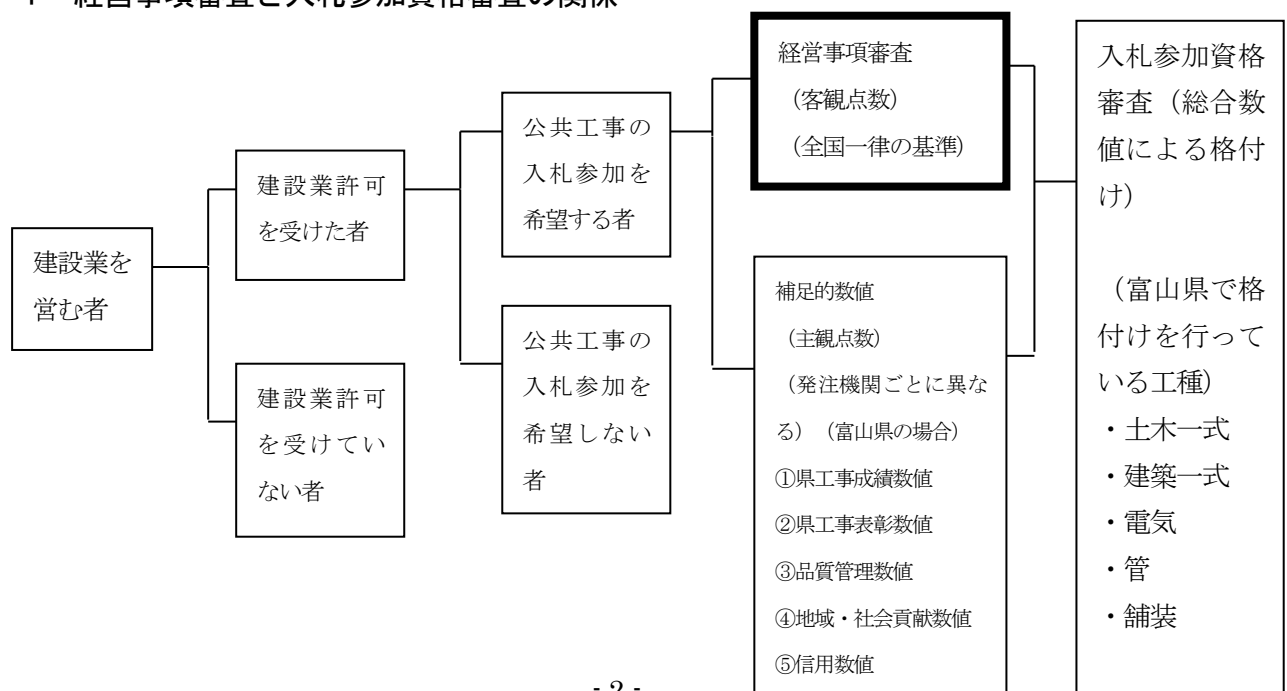 経営事項審査と入札参加資格審査の関係
建設業を
営む者
建設業許可
を受けた者
建設業許可
を受けてい
ない者
公共工事の
入札参加を
希望する者
公共工事の
入札参加を
希望しない
者
経営事項審査
（客観点数）
（全国一律の基準）
補足的数値
（主観点数）
（発注機関ごとに異な
る）（富山県の場合）
①県工事成績数値
②県工事表彰数値
③品質管理数値
④地域・社会貢献数値
⑤信用数値
入札参加資格
審査（総合数
値による格付
け）
（富山県で格
付けを行って
いる工種）
・土木一式
・建築一式
・電気
・管
・舗装
- 2 -